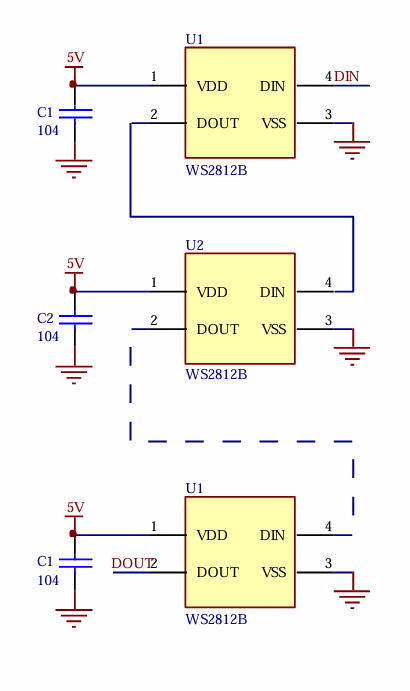 U1
5V
1 VDD DIN 4 DIN
C1
104
2 DOUT VSS 3
WS2812B
U2
5V
1 VDD DIN 4
C2
104
2 DOUT VSS 3
WS2812B
U1
5V
1 VDD DIN 4
C1
104
DOUT 2 DOUT VSS 3
WS2812B